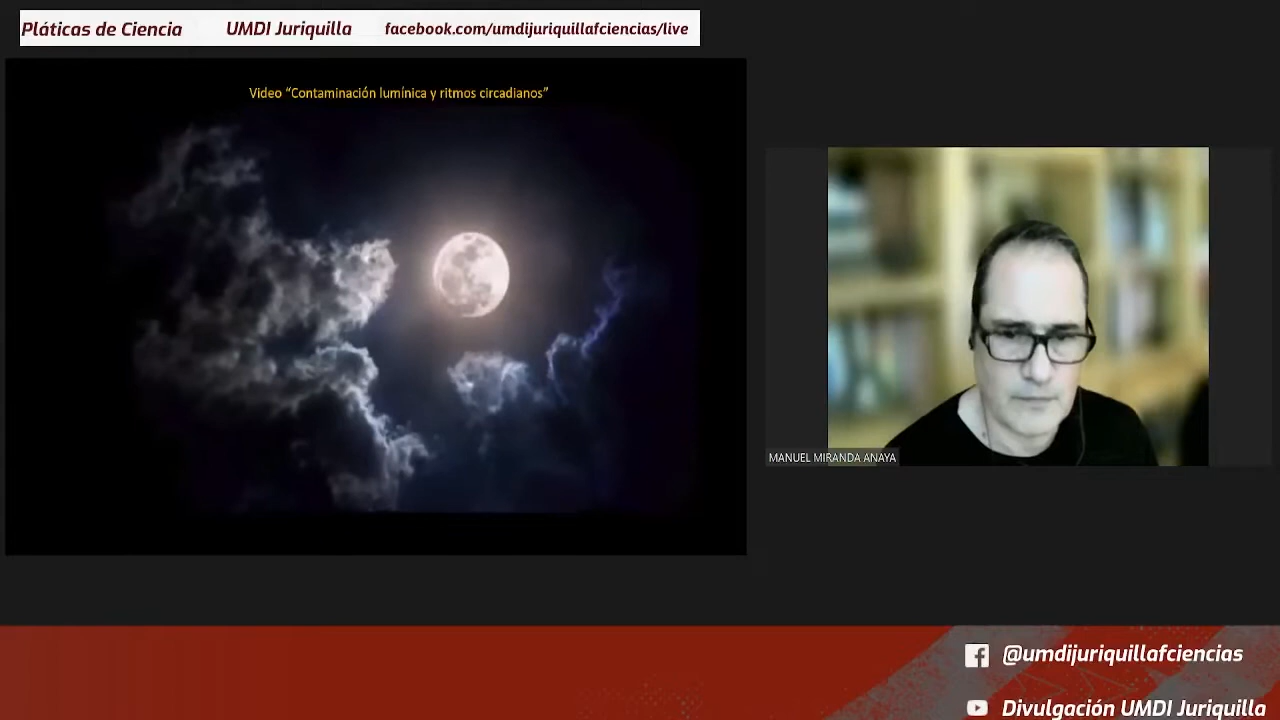 Pláticas de Ciencia UMDI Juriquilla facebook.com/umdijuriquillafciencias/live
Video “Contaminación lumínica y ritmos circadianos”
MANUEL MIRANDA ANAYA
@umdijuriquillafciencias
Divulgación UMDI Juriquilla